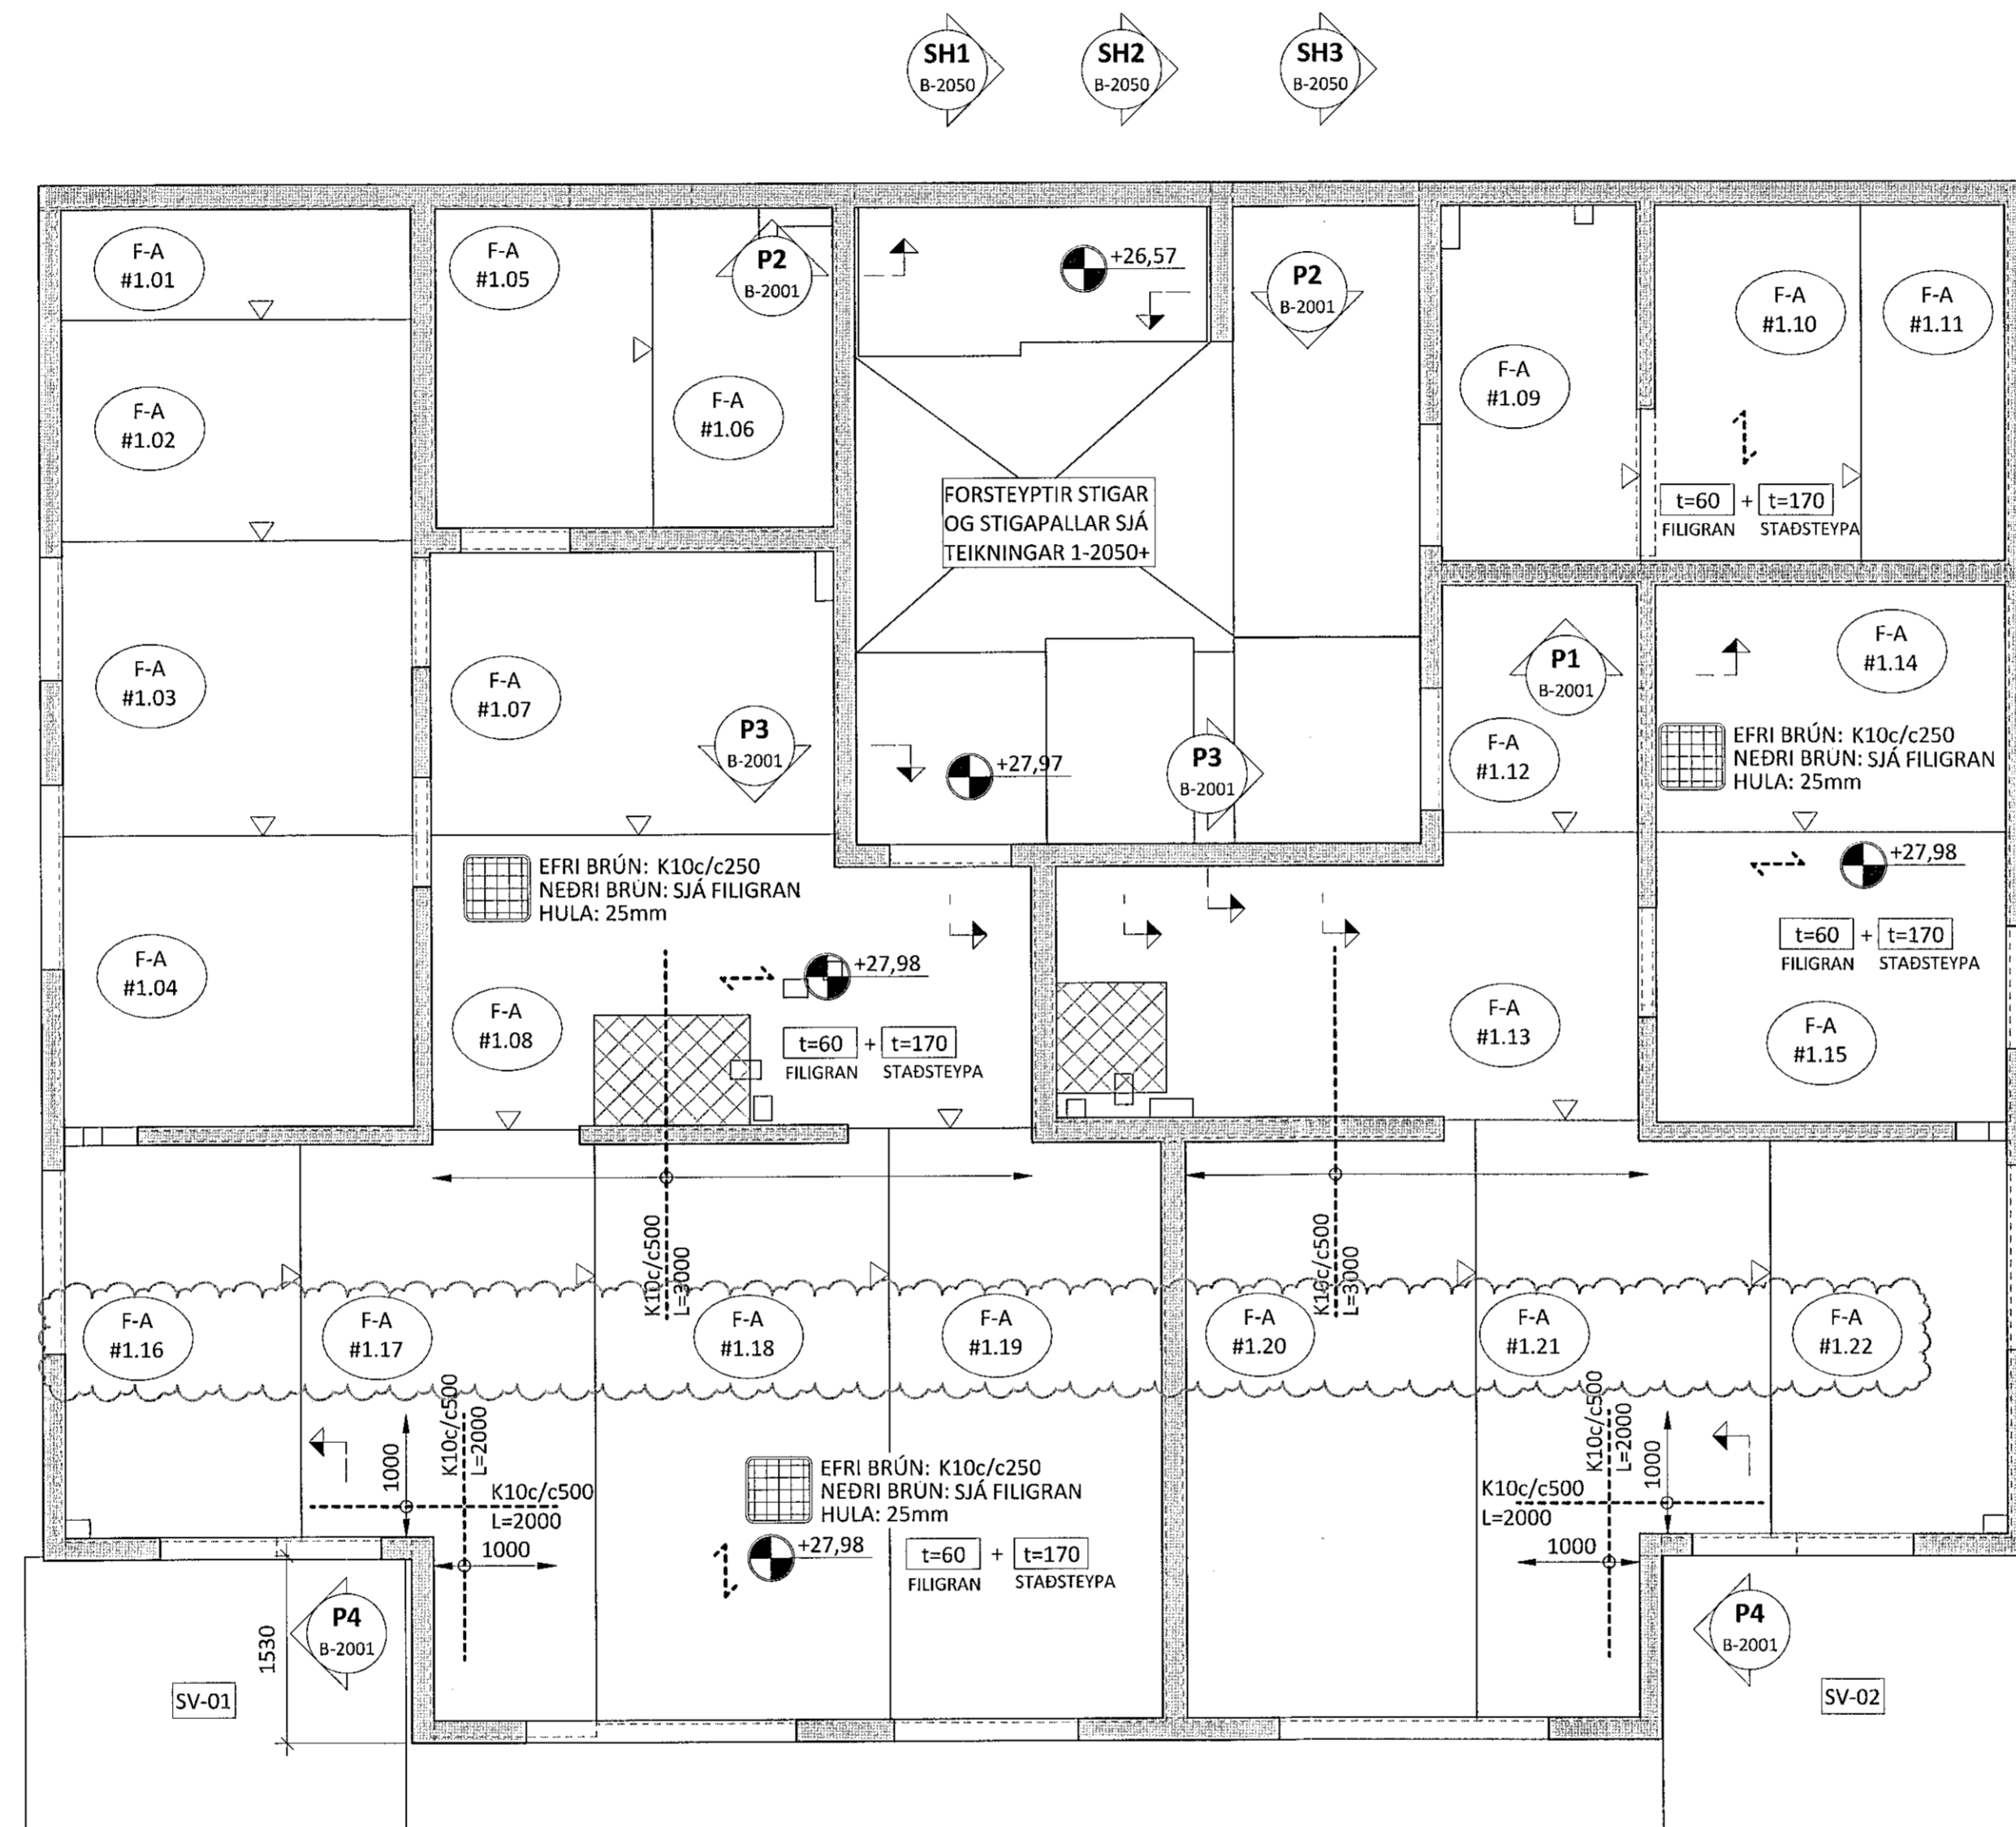 SH1
B-2050
SH2
B-2050
SH3
B-2050
F-A
#1.01
F-A
#1.05
P2
B-2001
+26,57
P2
B-2001
F-A
#1.10
F-A
#1.11
F-A
#1.02
F-A
#1.06
F-A
#1.09
FORSTEYPTIR STIGAR
OG STIGAPALLAR SJÁ
TEIKNINGAR 1-2050+
t=60 + t=170
FILIGRAN STAÐSTEYPA
F-A
#1.03
F-A
#1.07
P3
B-2001
+27,97
P3
B-2001
P1
B-2001
F-A
#1.12
F-A
#1.14
EFRI BRÚN: K10c/c250
NEÐRI BRÚN: SJÁ FILIGRAN
HULA: 25mm
EFRI BRÚN: K10c/c250
NEÐRI BRÚN: SJÁ FILIGRAN
HULA: 25mm
+27,98
t=60 + t=170
FILIGRAN STAÐSTEYPA
F-A
#1.04
F-A
#1.08
+27,98
t=60 + t=170
FILIGRAN STAÐSTEYPA
F-A
#1.13
F-A
#1.15
K10c/c500
L=3000
K10c/c500
L=3000
F-A
#1.16
F-A
#1.17
F-A
#1.18
F-A
#1.19
F-A
#1.20
F-A
#1.21
F-A
#1.22
1000
K10c/c500
L=2000
K10c/c500
L=2000
1000
EFRI BRÚN: K10c/c250
NEÐRI BRÚN: SJÁ FILIGRAN
HULA: 25mm
+27,98
t=60 + t=170
FILIGRAN STAÐSTEYPA
K10c/c500
L=2000
1000
K10c/c500
L=2000
1000
1530
P4
B-2001
SV-01
P4
B-2001
SV-02